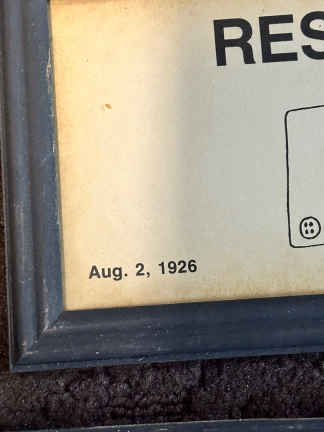 RES
Aug. 2, 1926